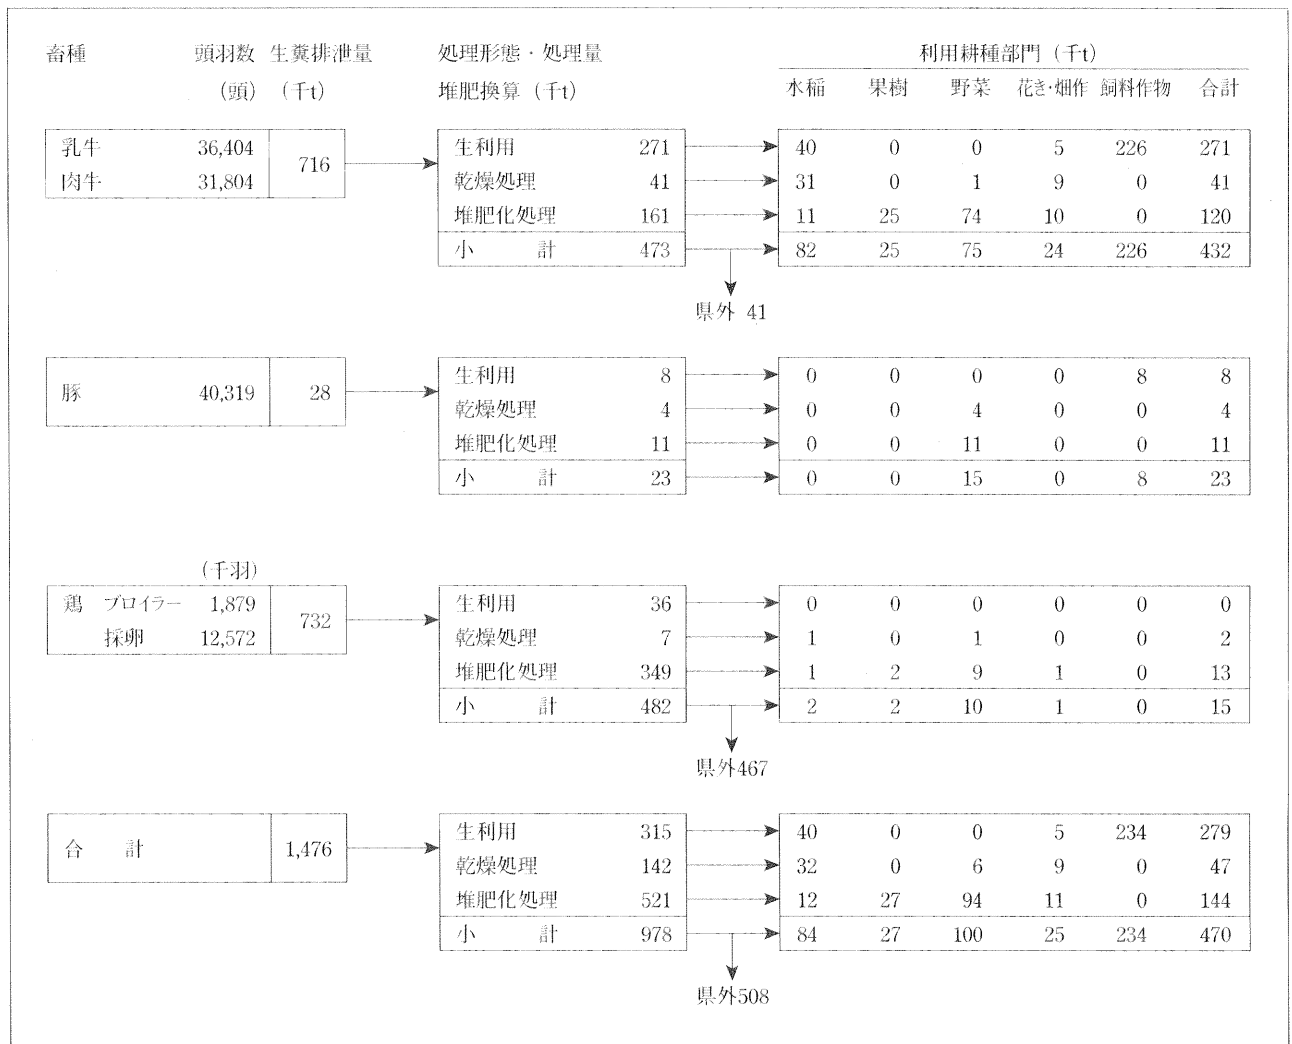 畜種 頭羽数 生糞排泄量 処理形態・処理量 利用耕種部門(千t)
(頭) (千t) 堆肥換算(千t) 水稲 果樹 野菜 花き・畑作 飼料作物 合計
乳牛 36,404 716 生利用 271 40 0 0 5 226 271
肉牛 31,804 乾燥処理 41 31 0 1 9 0 41
堆肥化処理 161 11 25 74 10 0 120
小計 473 82 25 75 24 226 432
県外 41
豚 40,319 28 生利用 8 0 0 0 0 8 8
乾燥処理 4 0 0 4 0 0 4
堆肥化処理 11 0 0 11 0 0 11
小計 23 0 0 15 0 8 23
(千羽)
鶏 ブロイラー 1,879 732 生利用 36 0 0 0 0 0 0
採卵 12,572 乾燥処理 7 1 0 1 0 0 2
堆肥化処理 349 1 2 9 1 0 13
小計 482 2 2 10 1 0 15
県外467
合計 1,476 生利用 315 40 0 0 5 234 279
乾燥処理 142 32 0 6 9 0 47
堆肥化処理 521 12 27 94 11 0 144
小計 978 84 27 100 25 234 470
県外508